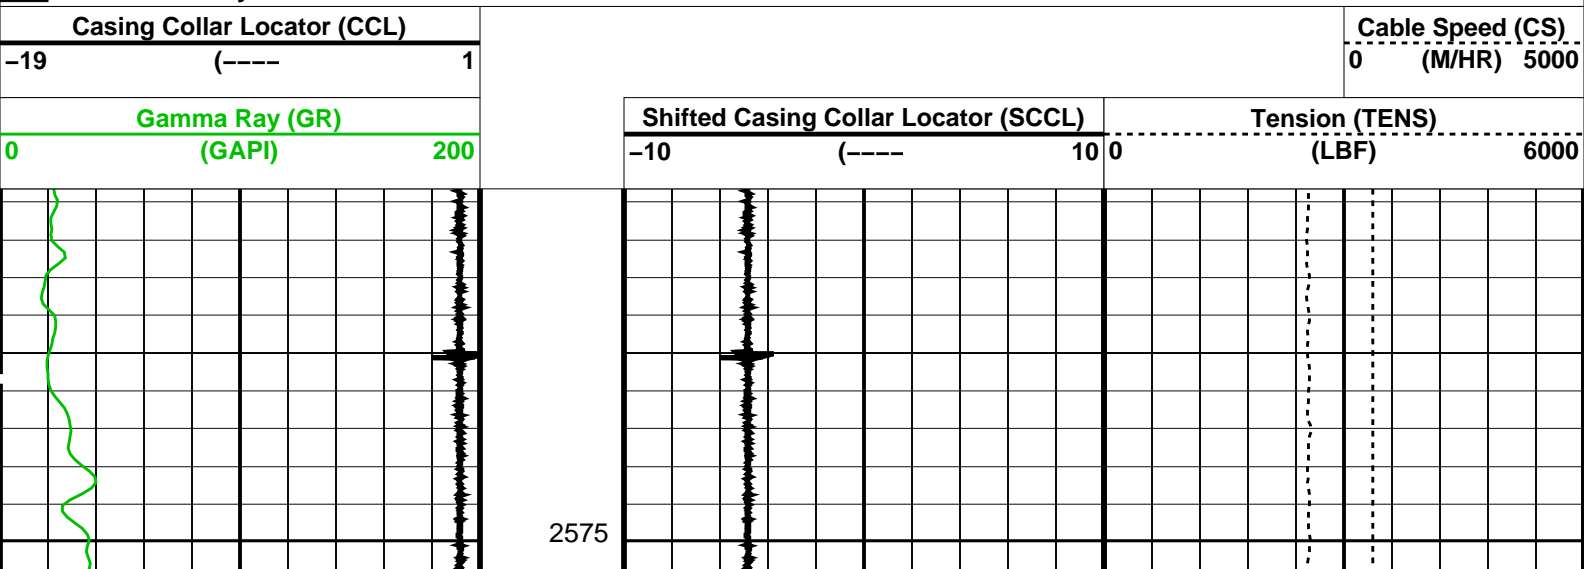 Casing Collar Locator (CCL)
−19 (−−−− 1
Cable Speed (CS)
0 (M/HR) 5000
Gamma Ray (GR)
0 (GAPI) 200
Shifted Casing Collar Locator (SCCL)
−10 (−−−− 10
Tension (TENS)
0 (LBF) 6000
2575